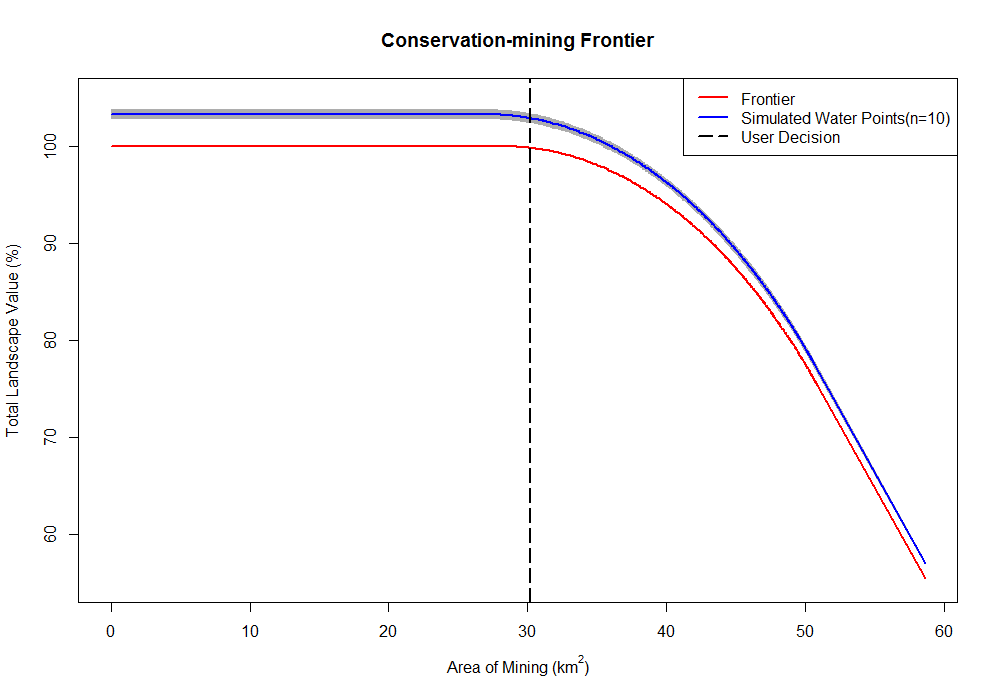 Conservation-mining Frontier
Frontier
Simulated Water Points(n=10)
User Decision
Total Landscape Value (%)
100
90
80
70
60
0 10 20 30 40 50 60
Area of Mining (km²)